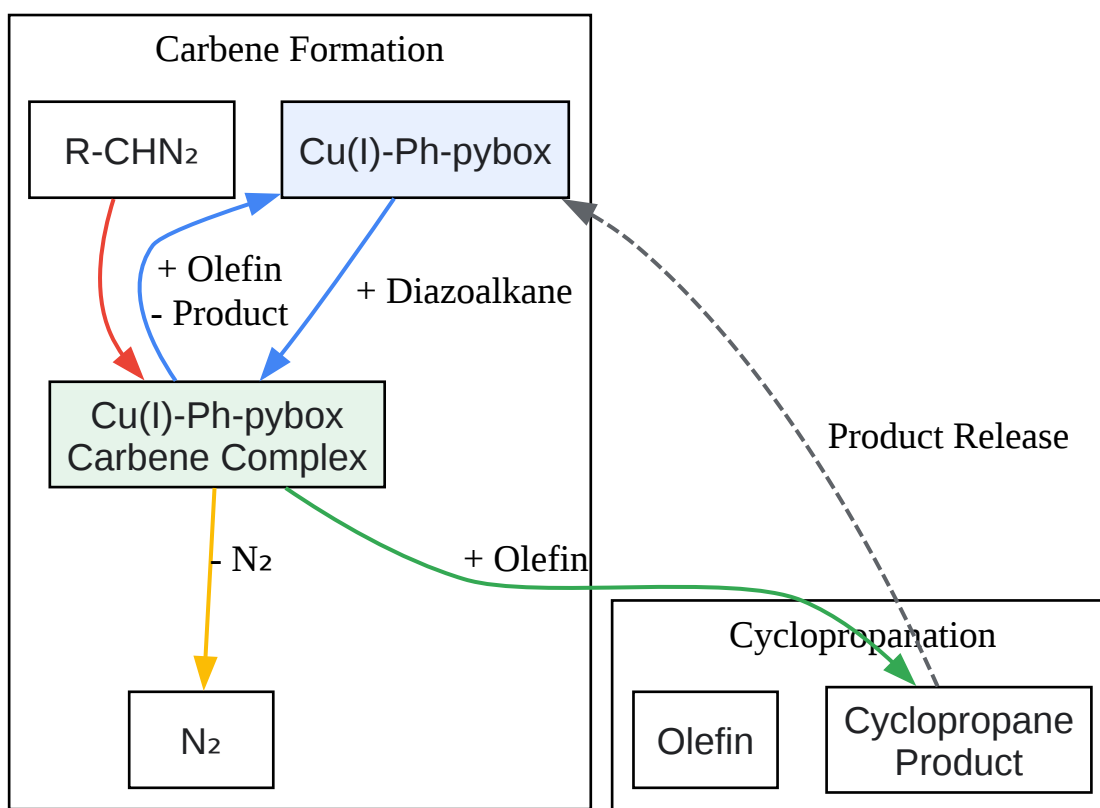 Carbene Formation
R-CHN₂
Cu(I)-Ph-pybox
+ Olefin
- Product
+ Diazoalkane
Cu(I)-Ph-pybox
Carbene Complex
Product Release
- N₂
+ Olefin
Cyclopropanation
N₂
Olefin
Cyclopropane
Product